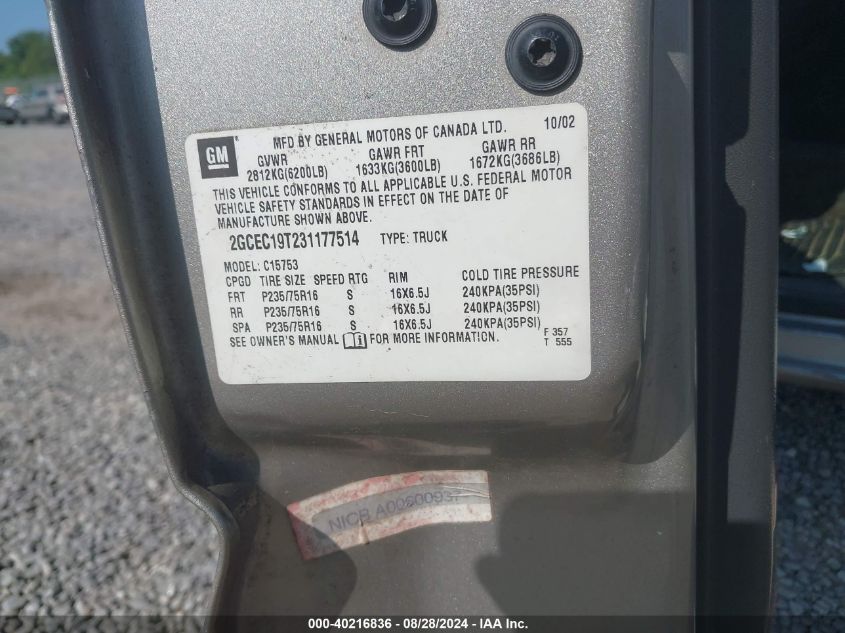 GM
MFD BY GENERAL MOTORS OF CANADA LTD. 10/02
GVWR GAWR FRT GAWR RR
2812KG(6200LB) 1633KG(3600LB) 1672KG(3686LB)
THIS VEHICLE CONFORMS TO ALL APPLICABLE U.S. FEDERAL MOTOR
VEHICLE SAFETY STANDARDS IN EFFECT ON THE DATE OF
MANUFACTURE SHOWN ABOVE.
2GCEC19T231177514 TYPE: TRUCK
MODEL: C15753
CPGD TIRE SIZE SPEED RTG RIM COLD TIRE PRESSURE
FRT P235/75R16 S 16X6.5J 240KPA(35PSI)
RR P235/75R16 S 16X6.5J 240KPA(35PSI)
SPA P235/75R16 S 16X6.5J 240KPA(35PSI)
SEE OWNER'S MANUAL FOR MORE INFORMATION.
F 357
T 555
NICB A00600937
000-40216836 - 08/28/2024 - IAA Inc.